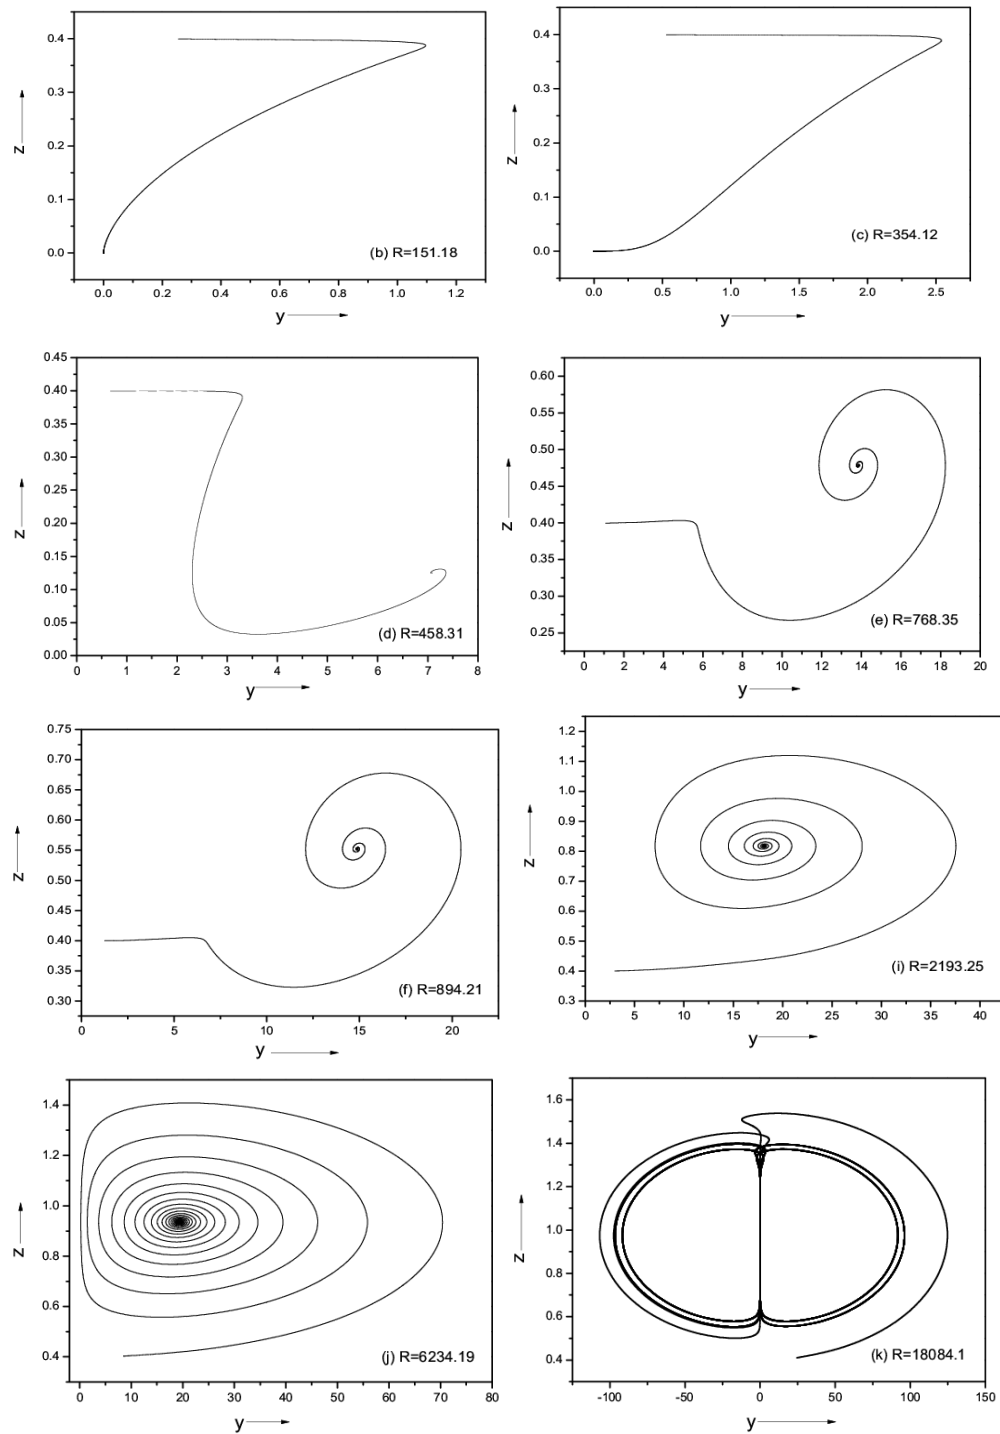 0.4
0.3
0.2
0.1
0.0
z
0.0 0.2 0.4 0.6 0.8 1.0 1.2
y
(b) R=151.18
0.4
0.3
0.2
0.1
0.0
z
0.0 0.5 1.0 1.5 2.0 2.5
y
(c) R=354.12
0.45
0.40
0.35
0.30
0.25
0.20
0.15
0.10
0.05
0.00
z
0 1 2 3 4 5 6 7 8
y
(d) R=458.31
0.60
0.55
0.50
0.45
0.40
0.35
0.30
0.25
z
0 2 4 6 8 10 12 14 16 18 20
y
(e) R=768.35
0.75
0.70
0.65
0.60
0.55
0.50
0.45
0.40
0.35
0.30
z
0 5 10 15 20
y
(f) R=894.21
1.2
1.1
1.0
0.9
0.8
0.7
0.6
0.5
0.4
0.3
z
0 5 10 15 20 25 30 35 40
y
(i) R=2193.25
1.4
1.2
1.0
0.8
0.6
0.4
z
0 10 20 30 40 50 60 70 80
y
(j) R=6234.19
1.6
1.4
1.2
1.0
0.8
0.6
0.4
z
-100 -50 0 50 100 150
y
(k) R=18084.1